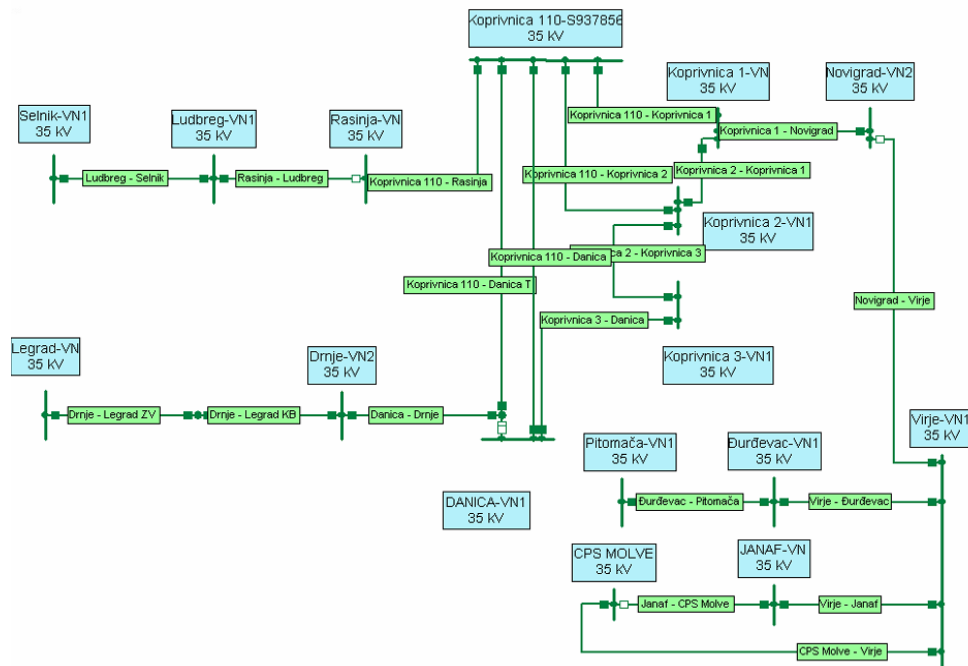 Koprivnica 110-S937856
35 kV
Koprivnica 1-VN
35 kV
Novigrad-VN2
35 kV
Selnik-VN1
35 kV
Ludbreg-VN1
35 kV
Rasinja-VN
35 kV
Koprivnica 110 - Koprivnica 1
Koprivnica 1 - Novigrad
Ludbreg - Selnik
Rasinja - Ludbreg
Koprivnica 110 - Rasinja
Koprivnica 110 - Koprivnica 2
Koprivnica 2 - Koprivnica 1
Koprivnica 2-VN1
35 kV
Koprivnica 110 - Danica
ca 2 - Koprivnica 3
Koprivnica 110 - Danica T
Novigrad - Virje
Koprivnica 3 - Danica
Legrad-VN
35 kV
Drnje-VN2
35 kV
Koprivnica 3-VN1
35 kV
Drnje - Legrad ZV
Drnje - Legrad KB
Danica - Drnje
Virje-VN1
35 kV
Pitomača-VN1
35 kV
Đurđevac-VN1
35 kV
DANICA-VN1
35 kV
Đurđevac - Pitomača
Virje - Đurđevac
CPS MOLVE
35 kV
JANAF-VN
35 kV
Janaf - CPS Molve
Virje - Janaf
CPS Molve - Virje